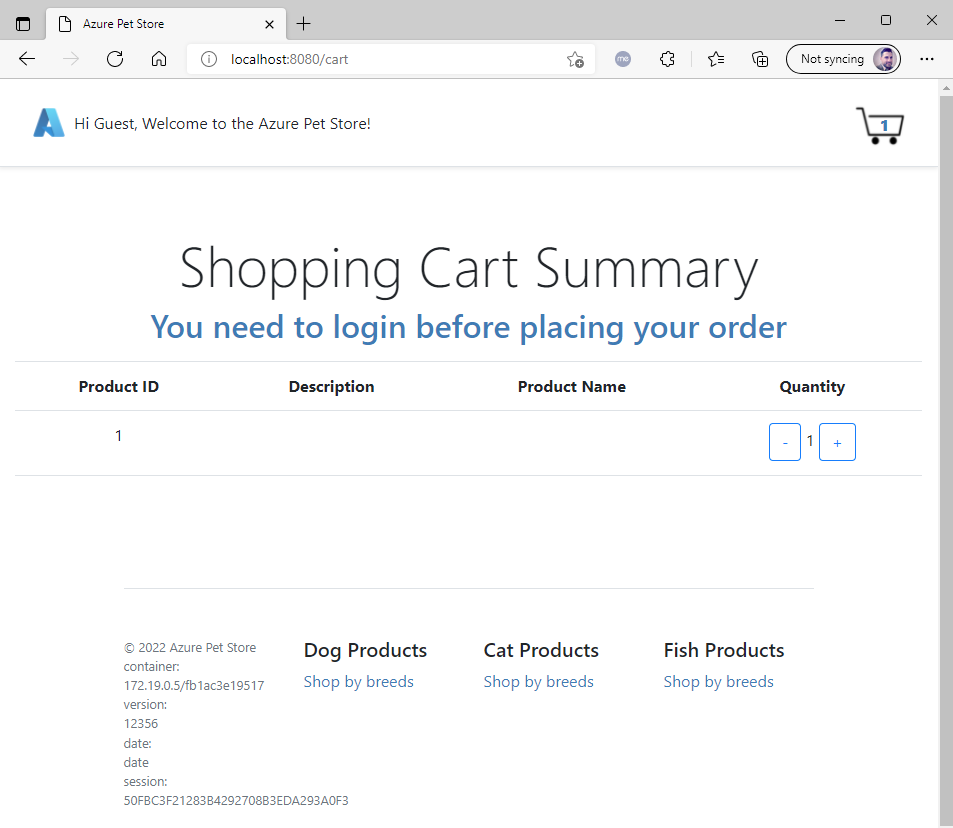 Azure Pet Store
localhost:8080/cart
me
Not syncing
Hi Guest, Welcome to the Azure Pet Store!
1
Shopping Cart Summary
You need to login before placing your order
Product ID Description Product Name Quantity
1 - 1 +
© 2022 Azure Pet Store
container:
172.19.0.5/fb1ac3e19517
version:
12356
date:
date
session:
50FBC3F21283B4292708B3EDA293A0F3
Dog Products
Shop by breeds
Cat Products
Shop by breeds
Fish Products
Shop by breeds